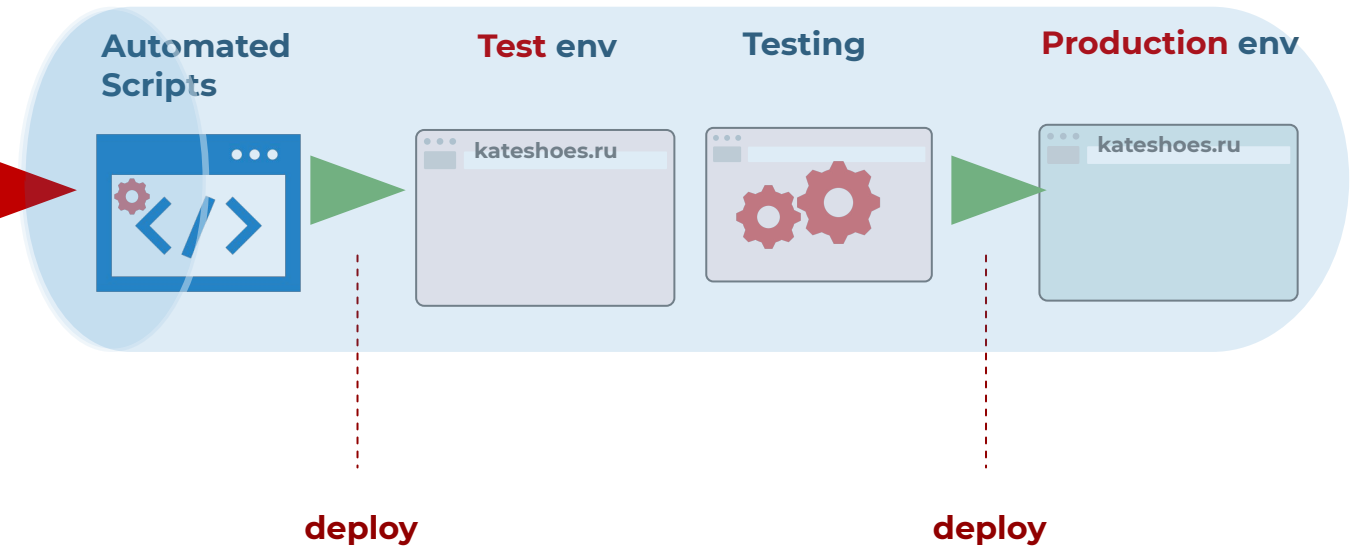 Automated
Scripts
Test env
Testing
Production env
kateshoes.ru
kateshoes.ru
deploy
deploy